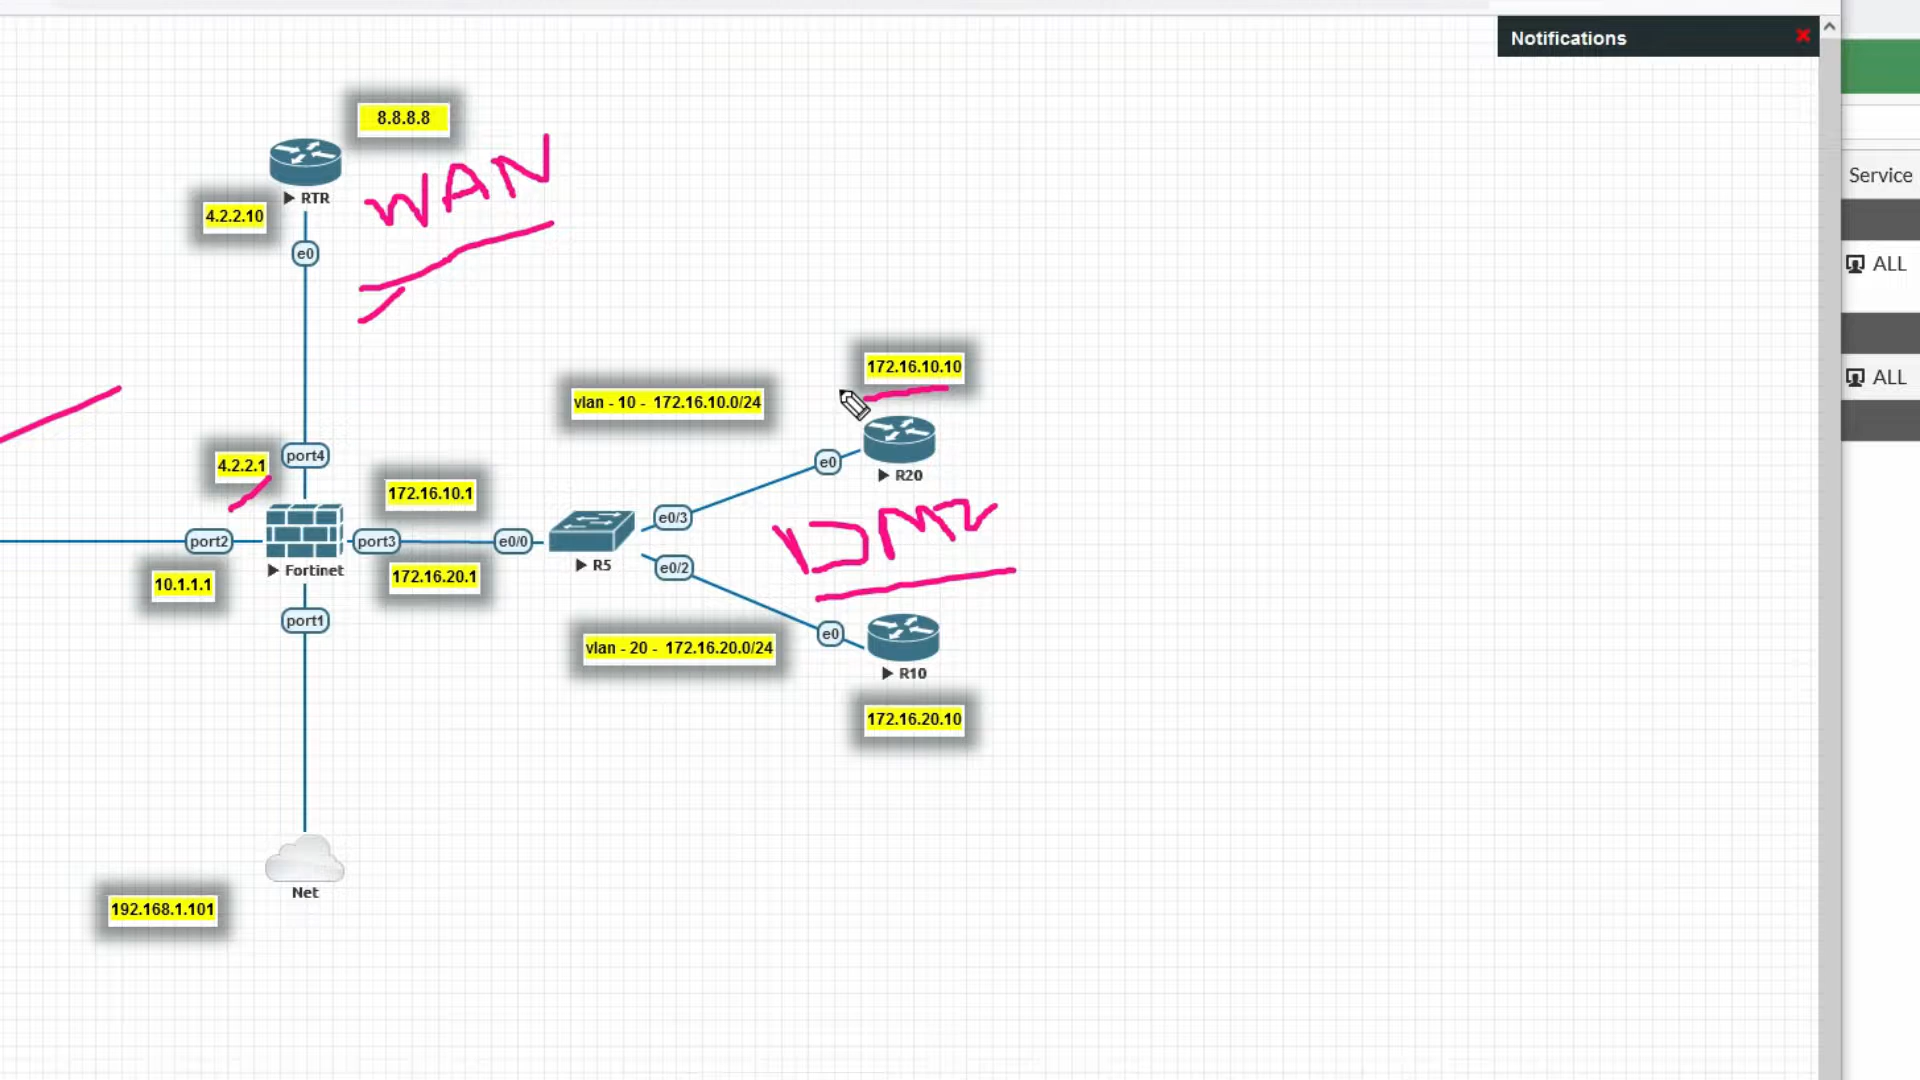 Notifications
8.8.8.8
WAN
RTR
4.2.2.10
e0
Service
ALL
172.16.10.10
ALL
vlan - 10 - 172.16.10.0/24
port4
4.2.2.1
e0
R20
172.16.10.1
e0/3
DMZ
port2
port3
e0/0
Fortinet
R5
e0/2
10.1.1.1
172.16.20.1
port1
e0
vlan - 20 - 172.16.20.0/24
R10
172.16.20.10
Net
192.168.1.101